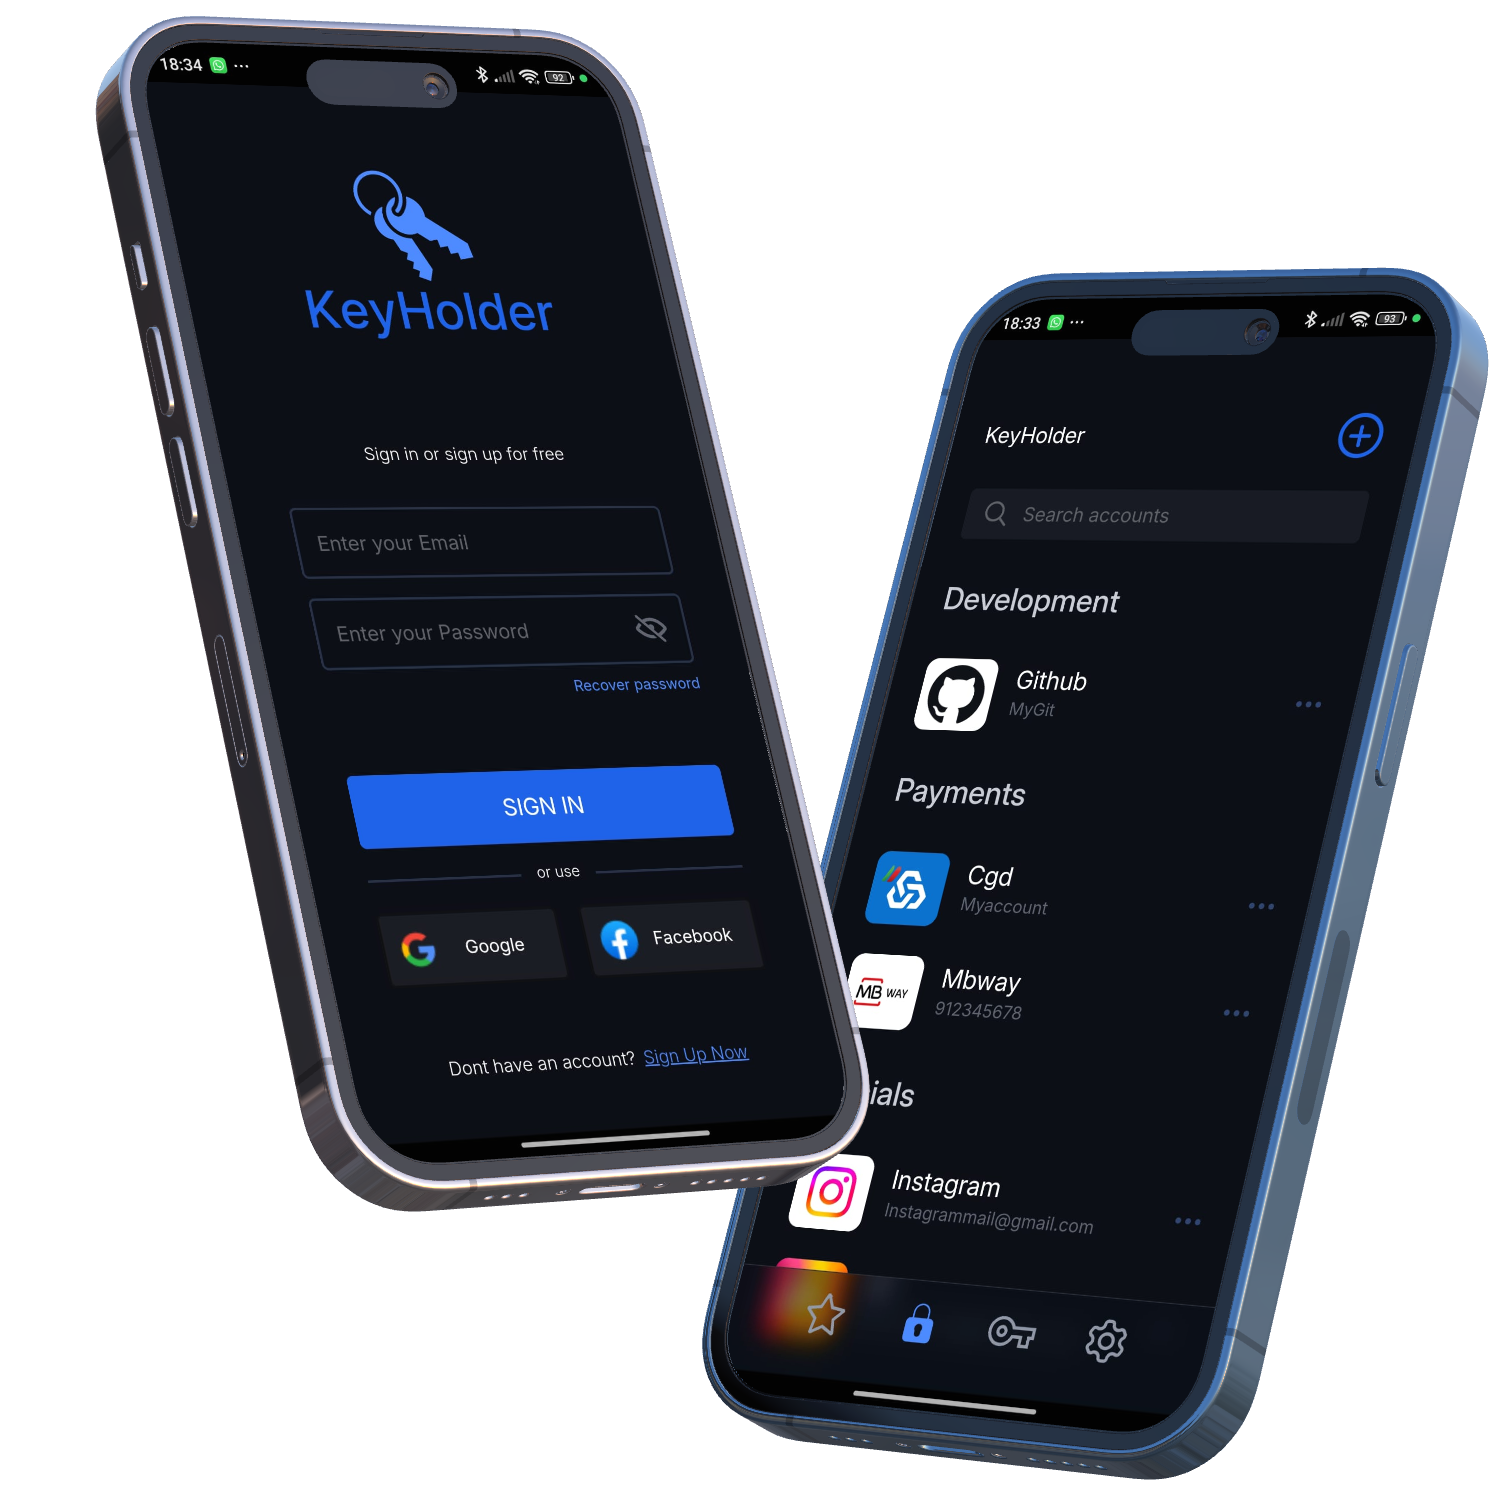 18:34 ...
92
KeyHolder
Sign in or sign up for free
Enter your Email
Enter your Password
Recover password
SIGN IN
or use
Google
Facebook
Dont have an account? Sign Up Now
18:33 ...
93
KeyHolder
Search accounts
Development
Github
MyGit
Payments
Cgd
Myaccount
MB WAY
Mbway
912345678
ials
Instagram
Instagrammail@gmail.com